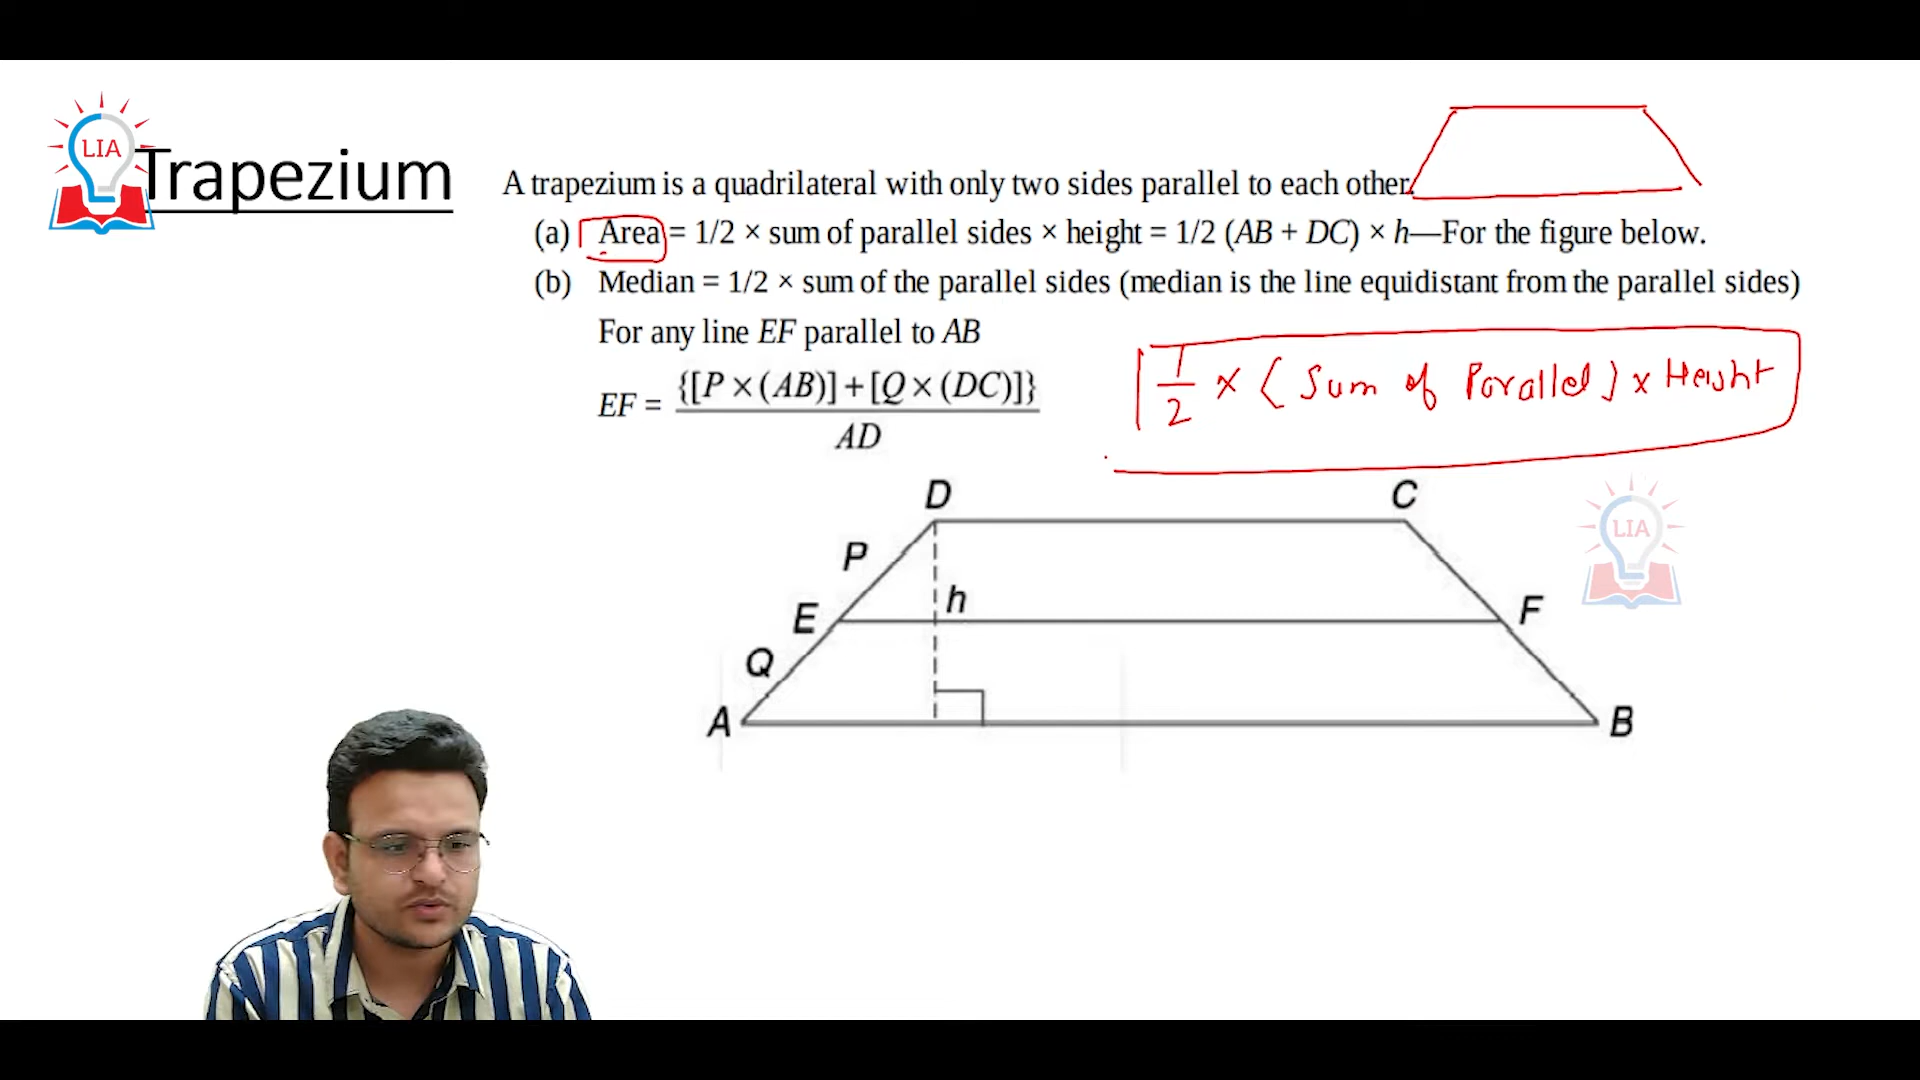 LIA
Trapezium
A trapezium is a quadrilateral with only two sides parallel to each other.
(a) Area = 1/2 × sum of parallel sides × height = 1/2 (AB + DC) × h—For the figure below.
(b) Median = 1/2 × sum of the parallel sides (median is the line equidistant from the parallel sides)
For any line EF parallel to AB
EF = {[P × (AB)] + [Q × (DC)]}
AD
1/2 × (Sum of Parallel) × Height
D C
P
E h F
Q
A B
LIA